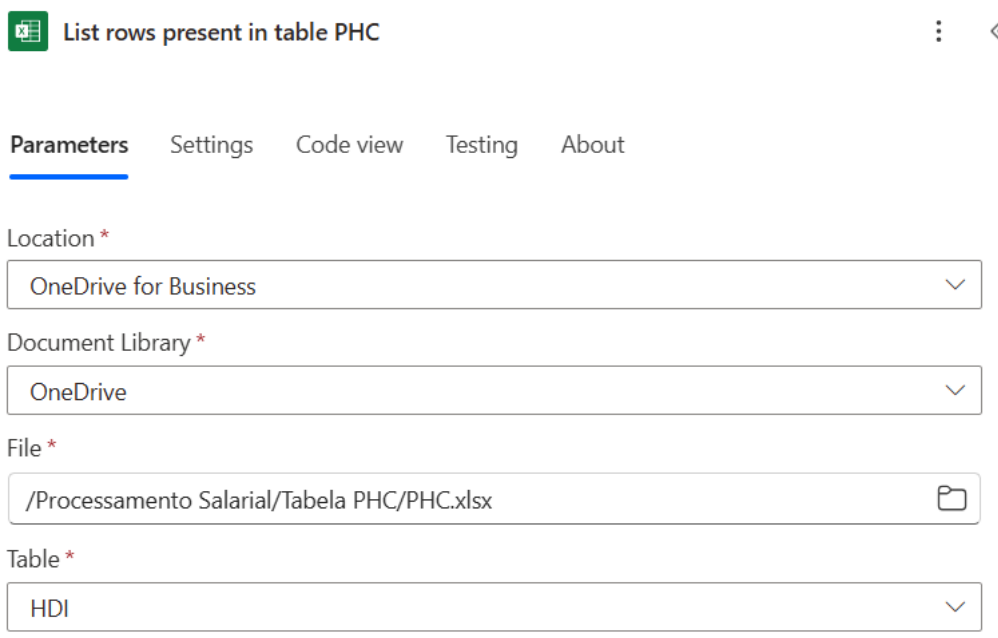 List rows present in table PHC
Parameters Settings Code view Testing About
Location *
OneDrive for Business
Document Library *
OneDrive
File *
/Processamento Salarial/Tabela PHC/PHC.xlsx
Table *
HDI